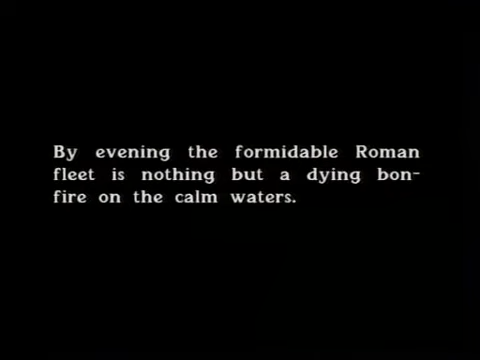 By evening the formidable Roman
fleet is nothing but a dying bon-
fire on the calm waters.